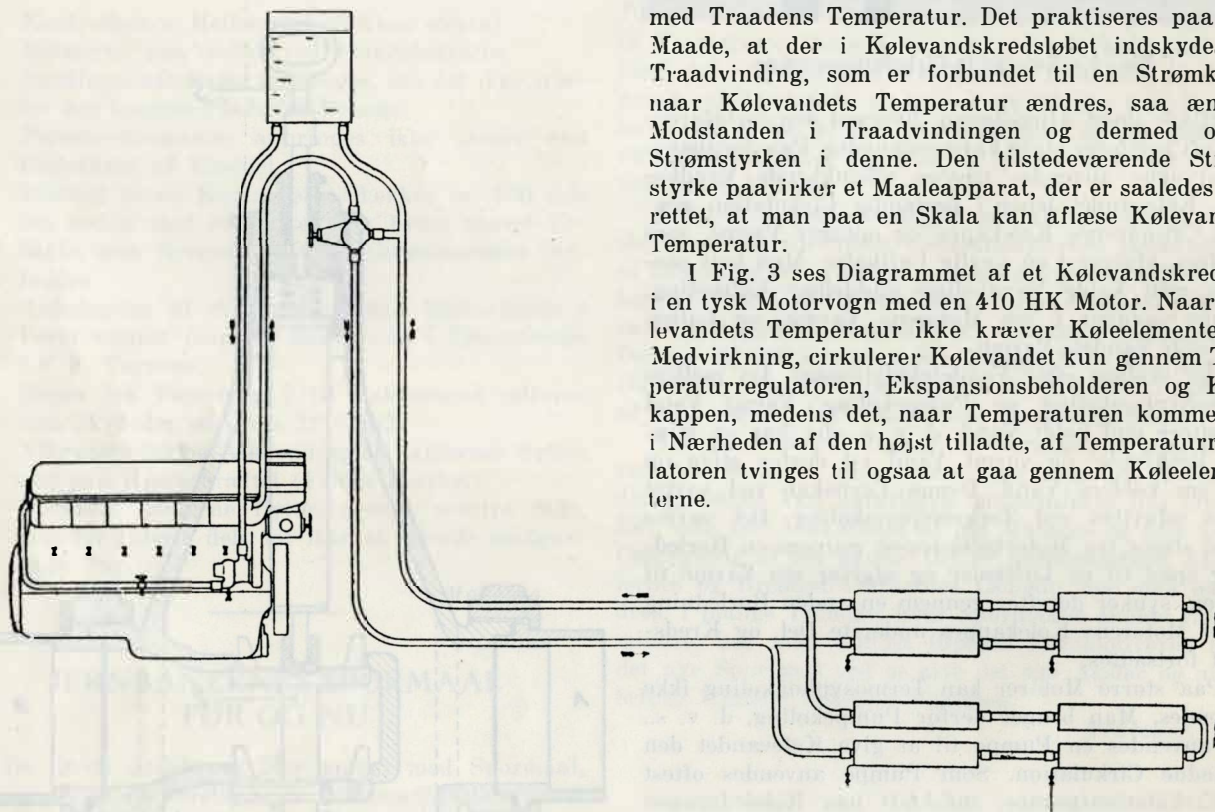 med Traadens Temperatur. Det praktiseres paa
Maade, at der i Kølevandskredsløbet indskydes
Traadvinding, som er forbundet til en Strømk
naar Kølevandets Temperatur ændres, saa æn
Modstanden i Traadvindingen og dermed o
Strømstyrken i denne. Den tilstedeværende St
styrke paavirker et Maaleapparat, der er saaledes
rettet, at man paa en Skala kan aflæse Kølevan
Temperatur.
I Fig. 3 ses Diagrammet af et Kølevandskred
i en tysk Motorvogn med en 410 HK Motor. Naar
levandets Temperatur ikke kræver Køleelemente
Medvirkning, cirkulerer Kølevandet kun gennem T
peraturregulatoren, Ekspansionsbeholderen og K
kappen, medens det, naar Temperaturen komme
i Nærheden af den højst tilladte, af Temperaturr
latoren tvinges til ogsaa at gaa gennem Køleeler
terne.